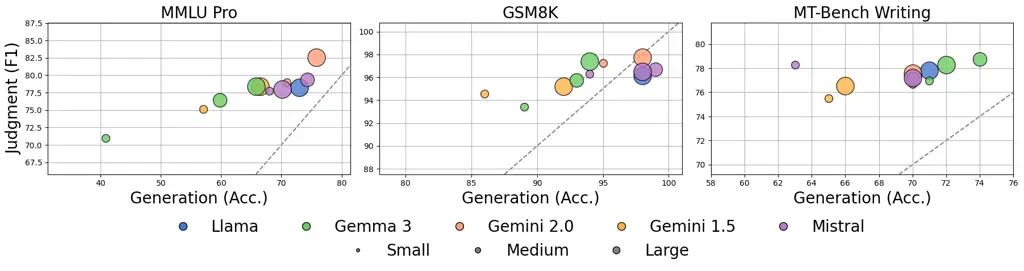 MMLU Pro GSM8K MT-Bench Writing
Judgment (F1)
87.5
85.0
82.5
80.0
77.5
75.0
72.5
70.0
67.5
40 50 60 70 80
Generation (Acc.)
100
98
96
94
92
90
88
80 85 90 95 100
Generation (Acc.)
80
78
76
74
72
70
58 60 62 64 66 68 70 72 74 76
Generation (Acc.)
Llama Gemma 3 Gemini 2.0 Gemini 1.5 Mistral
Small Medium Large